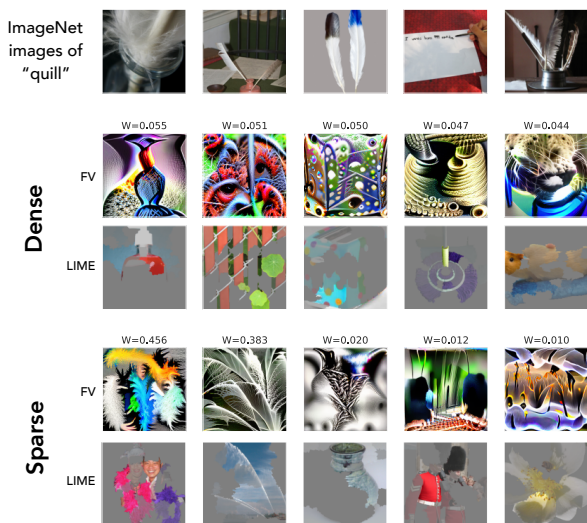 ImageNet
images of
“quill”
W=0.055 W=0.051 W=0.050 W=0.047 W=0.044
FV
Dense
LIME
W=0.456 W=0.383 W=0.020 W=0.012 W=0.010
FV
Sparse
LIME